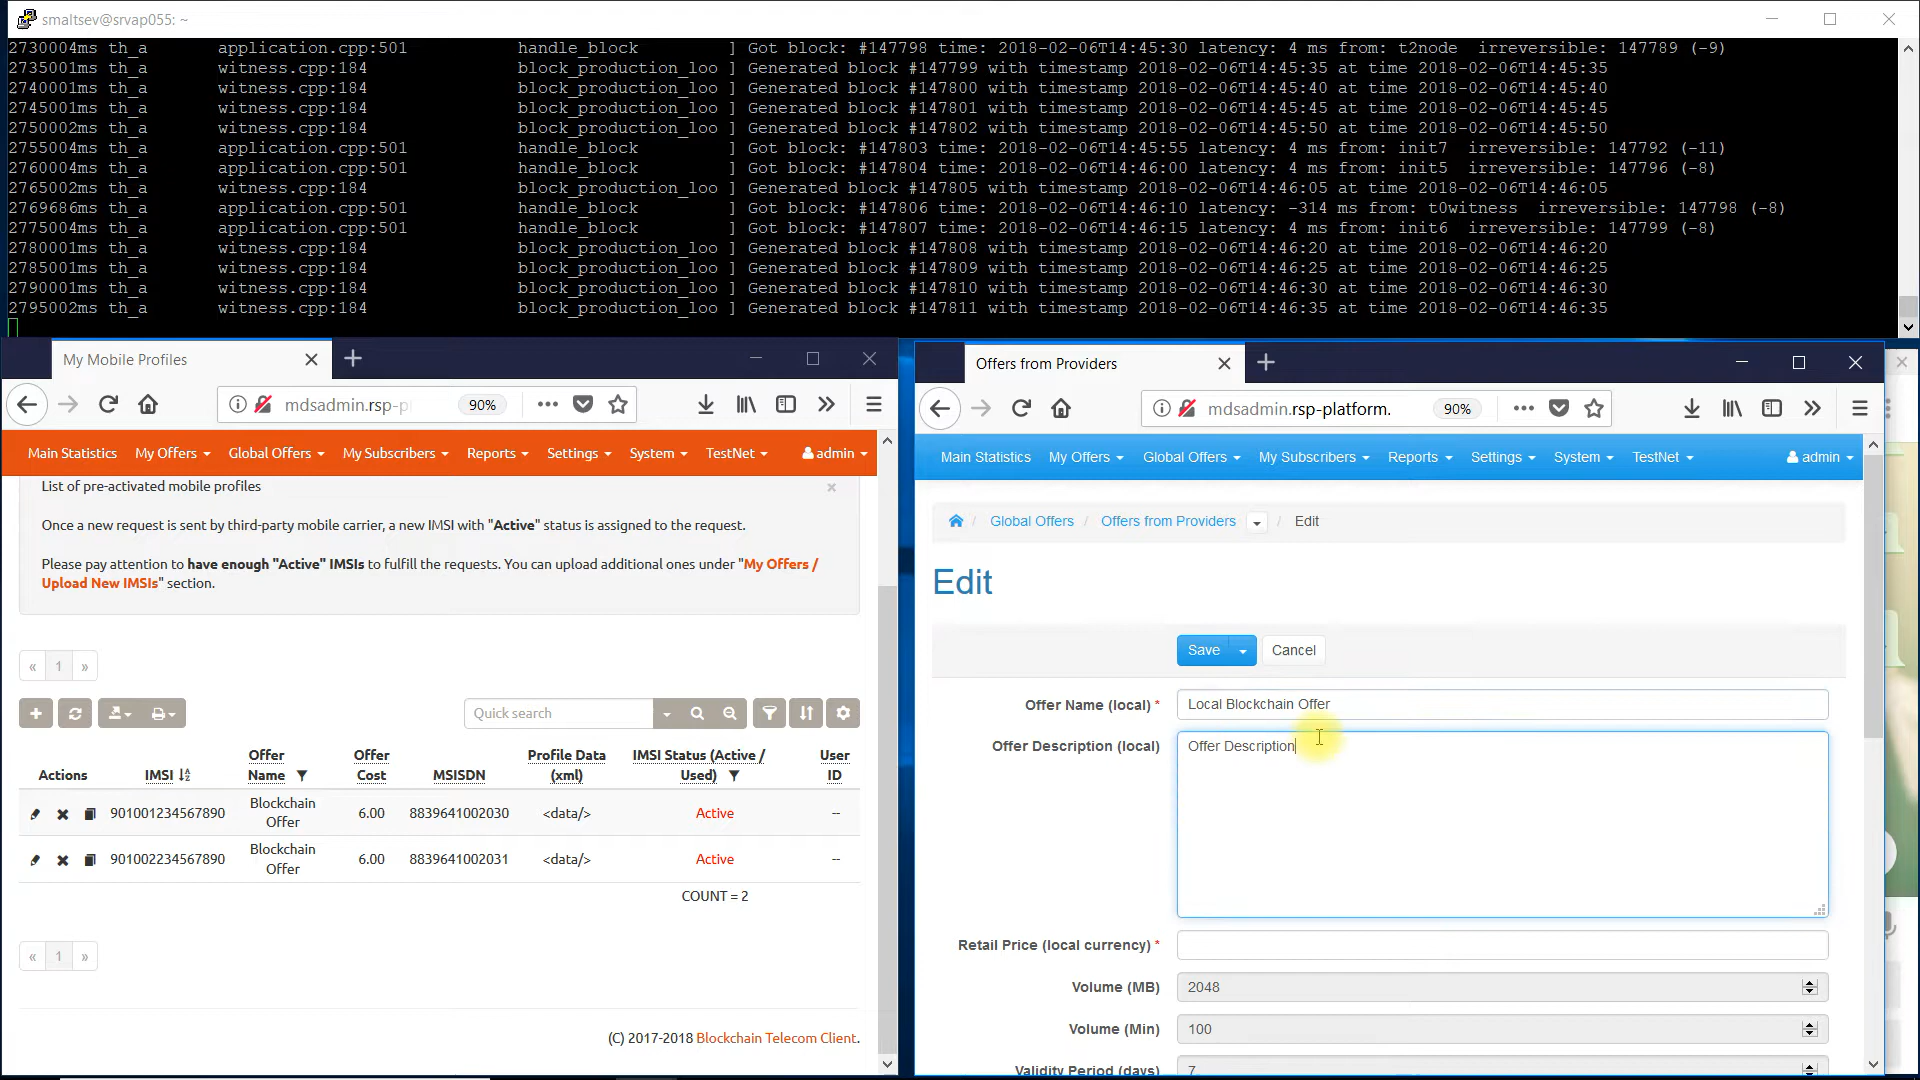 smaltsev@srvap055: ~
2730004ms th_a application.cpp:501 handle_block ] Got block: #147798 time: 2018-02-06T14:45:30 latency: 4 ms from: t2node irreversible: 147789 (-9)
2735001ms th_a witness.cpp:184 block_production_loo ] Generated block #147799 with timestamp 2018-02-06T14:45:35 at time 2018-02-06T14:45:35
2740001ms th_a witness.cpp:184 block_production_loo ] Generated block #147800 with timestamp 2018-02-06T14:45:40 at time 2018-02-06T14:45:40
2745001ms th_a witness.cpp:184 block_production_loo ] Generated block #147801 with timestamp 2018-02-06T14:45:45 at time 2018-02-06T14:45:45
2750002ms th_a witness.cpp:184 block_production_loo ] Generated block #147802 with timestamp 2018-02-06T14:45:50 at time 2018-02-06T14:45:50
2755004ms th_a application.cpp:501 handle_block ] Got block: #147803 time: 2018-02-06T14:45:55 latency: 4 ms from: init7 irreversible: 147792 (-11)
2760004ms th_a application.cpp:501 handle_block ] Got block: #147804 time: 2018-02-06T14:46:00 latency: 4 ms from: init5 irreversible: 147796 (-8)
2765002ms th_a witness.cpp:184 block_production_loo ] Generated block #147805 with timestamp 2018-02-06T14:46:05 at time 2018-02-06T14:46:05
2769686ms th_a application.cpp:501 handle_block ] Got block: #147806 time: 2018-02-06T14:46:10 latency: -314 ms from: t0witness irreversible: 147798 (-8)
2775004ms th_a application.cpp:501 handle_block ] Got block: #147807 time: 2018-02-06T14:46:15 latency: 4 ms from: init6 irreversible: 147799 (-8)
2780001ms th_a witness.cpp:184 block_production_loo ] Generated block #147808 with timestamp 2018-02-06T14:46:20 at time 2018-02-06T14:46:20
2785001ms th_a witness.cpp:184 block_production_loo ] Generated block #147809 with timestamp 2018-02-06T14:46:25 at time 2018-02-06T14:46:25
2790001ms th_a witness.cpp:184 block_production_loo ] Generated block #147810 with timestamp 2018-02-06T14:46:30 at time 2018-02-06T14:46:30
2795002ms th_a witness.cpp:184 block_production_loo ] Generated block #147811 with timestamp 2018-02-06T14:46:35 at time 2018-02-06T14:46:35
My Mobile Profiles
mdsadmin.rsp-p 90%
Main Statistics My Offers Global Offers My Subscribers Reports Settings System TestNet admin
List of pre-activated mobile profiles
Once a new request is sent by third-party mobile carrier, a new IMSI with "Active" status is assigned to the request.
Please pay attention to have enough "Active" IMSIs to fulfill the requests. You can upload additional ones under "My Offers /
Upload New IMSIs" section.
« 1 »
Quick search
Actions IMSI Offer Name Offer Cost MSISDN Profile Data (xml) IMSI Status (Active / Used) User ID
901001234567890 Blockchain Offer 6.00 8839641002030 <data/> Active --
901002234567890 Blockchain Offer 6.00 8839641002031 <data/> Active --
COUNT = 2
« 1 »
(C) 2017-2018 Blockchain Telecom Client.
Offers from Providers
mdsadmin.rsp-platform. 90%
Main Statistics My Offers Global Offers My Subscribers Reports Settings System TestNet admin
/ Global Offers / Offers from Providers / Edit
Edit
Save Cancel
Offer Name (local) * Local Blockchain Offer
Offer Description (local) Offer Description
Retail Price (local currency) *
Volume (MB) 2048
Volume (Min) 100
Validity Period (days) 7